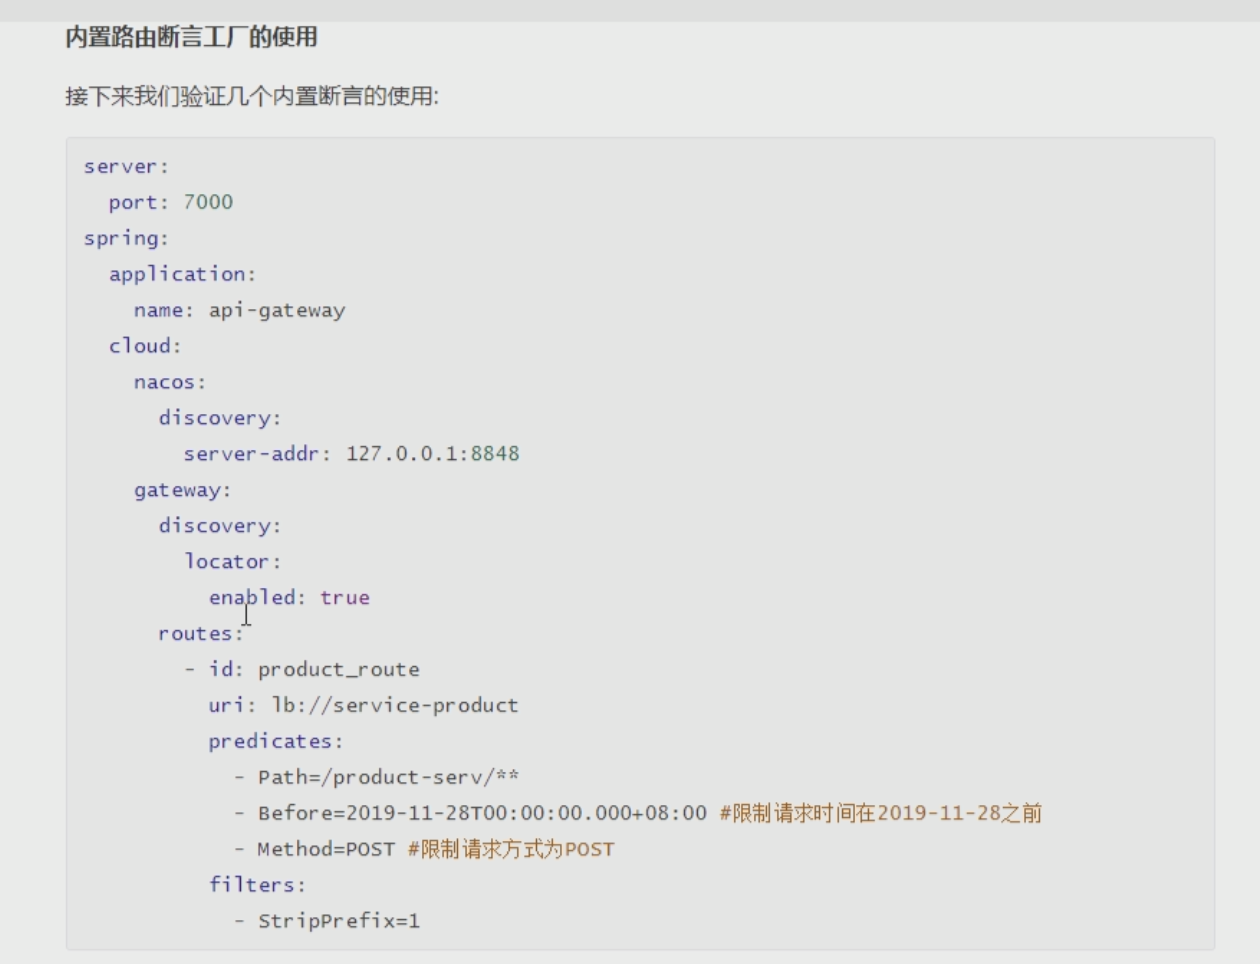 内置路由断言工厂的使用
接下来我们验证几个内置断言的使用:
server:
  port: 7000
spring:
  application:
    name: api-gateway
  cloud:
    nacos:
      discovery:
        server-addr: 127.0.0.1:8848
    gateway:
      discovery:
        locator:
          enabled: true
      routes:
        - id: product_route
          uri: lb://service-product
          predicates:
            - Path=/product-serv/**
            - Before=2019-11-28T00:00:00.000+08:00 #限制请求时间在2019-11-28之前
            - Method=POST #限制请求方式为POST
          filters:
            - StripPrefix=1